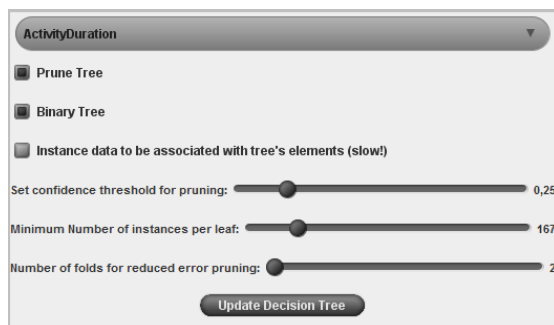 ActivityDuration
Prune Tree
Binary Tree
Instance data to be associated with tree's elements (slow!)
Set confidence threshold for pruning: 0,25
Minimum Number of instances per leaf: 167
Number of folds for reduced error pruning: 2
Update Decision Tree